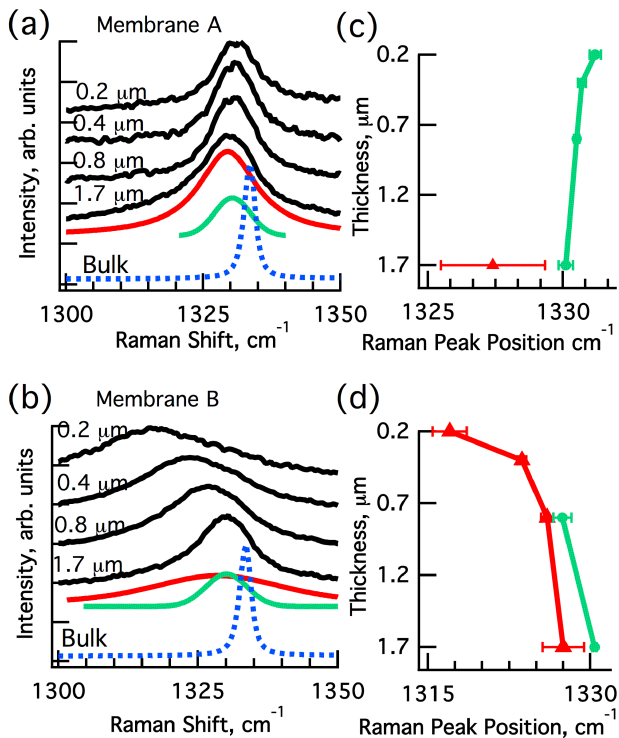 (a)
Membrane A
Intensity, arb. units
0.2 μm
0.4 μm
0.8 μm
1.7 μm
Bulk
1300
1320
1350
Raman Shift, cm⁻¹
(c)
Thickness, μm
0.2
0.7
1.2
1.7
1325
1330
Raman Peak Position cm⁻¹
(b)
Membrane B
Intensity, arb. units
0.2 μm
0.4 μm
0.8 μm
1.7 μm
Bulk
1300
1320
1350
Raman Shift, cm⁻¹
(d)
Thickness, μm
0.2
0.7
1.2
1.7
1315
1330
Raman Peak Position, cm⁻¹